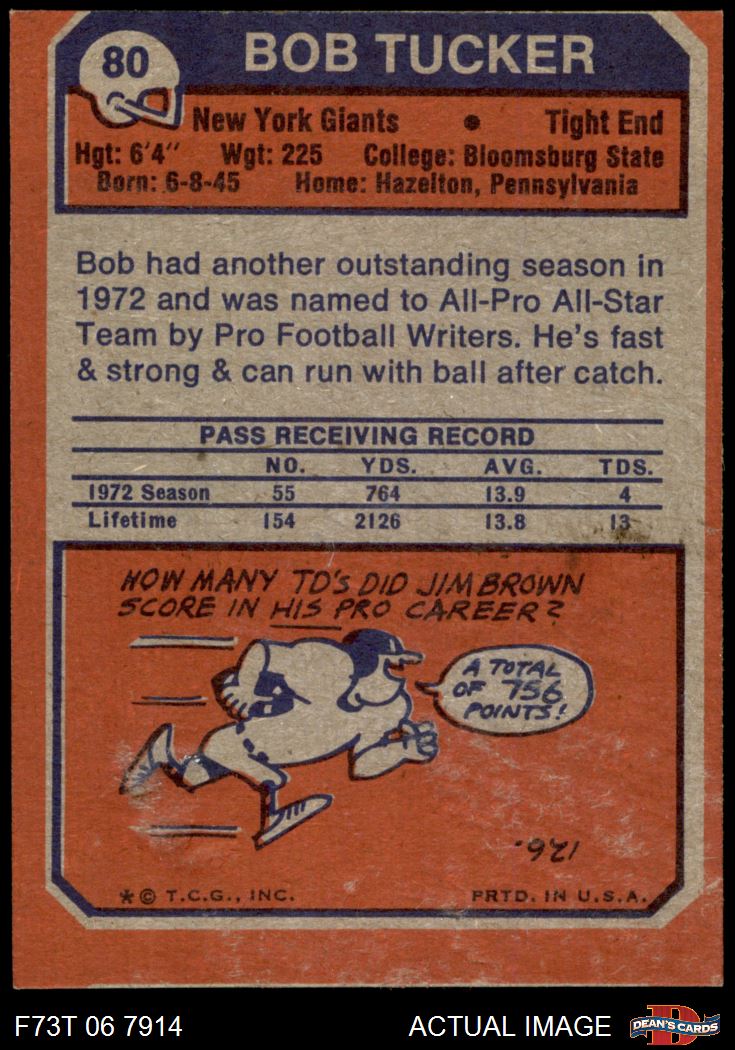 80
BOB TUCKER
New York Giants • Tight End
Hgt: 6'4" Wgt: 225 College: Bloomsburg State
Born: 6-8-45 Home: Hazelton, Pennsylvania
Bob had another outstanding season in
1972 and was named to All-Pro All-Star
Team by Pro Football Writers. He's fast
& strong & can run with ball after catch.
PASS RECEIVING RECORD
NO. YDS. AVG. TDS.
1972 Season 55 764 13.9 4
Lifetime 154 2126 13.8 13
HOW MANY TD'S DID JIM BROWN
SCORE IN HIS PRO CAREER?
A TOTAL
OF 756
POINTS!
126.
* © T.C.G., INC. PRTD. IN U.S.A.
F73T 06 7914 ACTUAL IMAGE DEAN'S CARDS